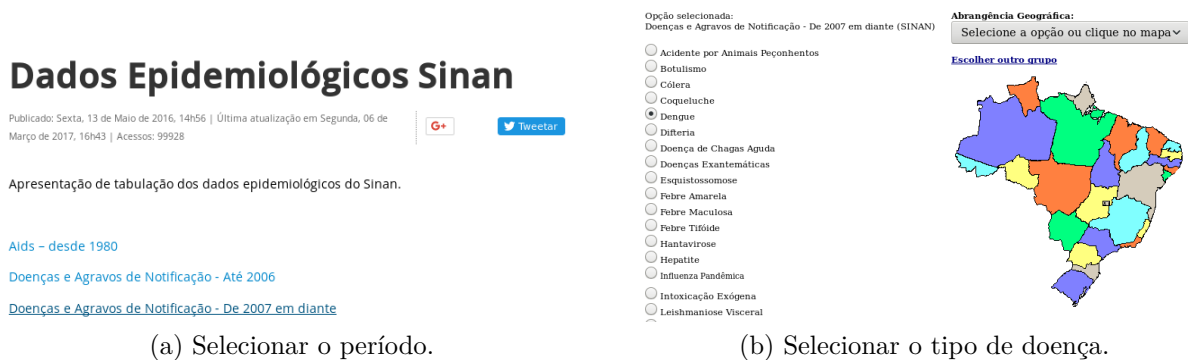 Dados Epidemiológicos Sinan
Publicado: Sexta, 13 de Maio de 2016, 14h56 | Última atualização em Segunda, 06 de
Março de 2017, 16h43 | Acessos: 99928
G+
Tweetar
Apresentação de tabulação dos dados epidemiológicos do Sinan.
Aids – desde 1980
Doenças e Agravos de Notificação - Até 2006
Doenças e Agravos de Notificação - De 2007 em diante
(a) Selecionar o período.
Opção selecionada:
Doenças e Agravos de Notificação - De 2007 em diante (SINAN)
Acidente por Animais Peçonhentos
Botulismo
Cólera
Coqueluche
Dengue
Difteria
Doença de Chagas Aguda
Doenças Exantemáticas
Esquistossomose
Febre Amarela
Febre Maculosa
Febre Tifóide
Hantavirose
Hepatite
Influenza Pandêmica
Intoxicação Exógena
Leishmaniose Visceral
Abrangência Geográfica:
Selecione a opção ou clique no mapa
Escolher outro grupo
(b) Selecionar o tipo de doença.